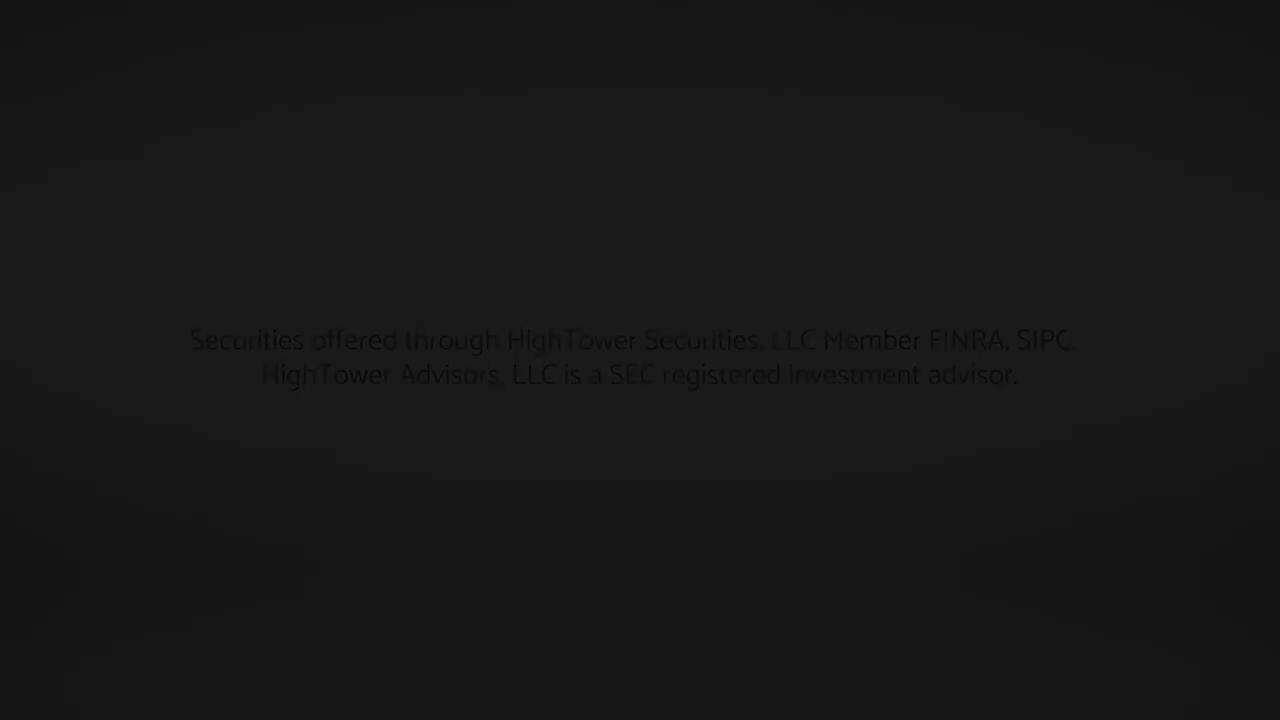 Securities offered through HighTower Securities, LLC Member FINRA, SIPC.
HighTower Advisors, LLC is a SEC registered investment advisor.